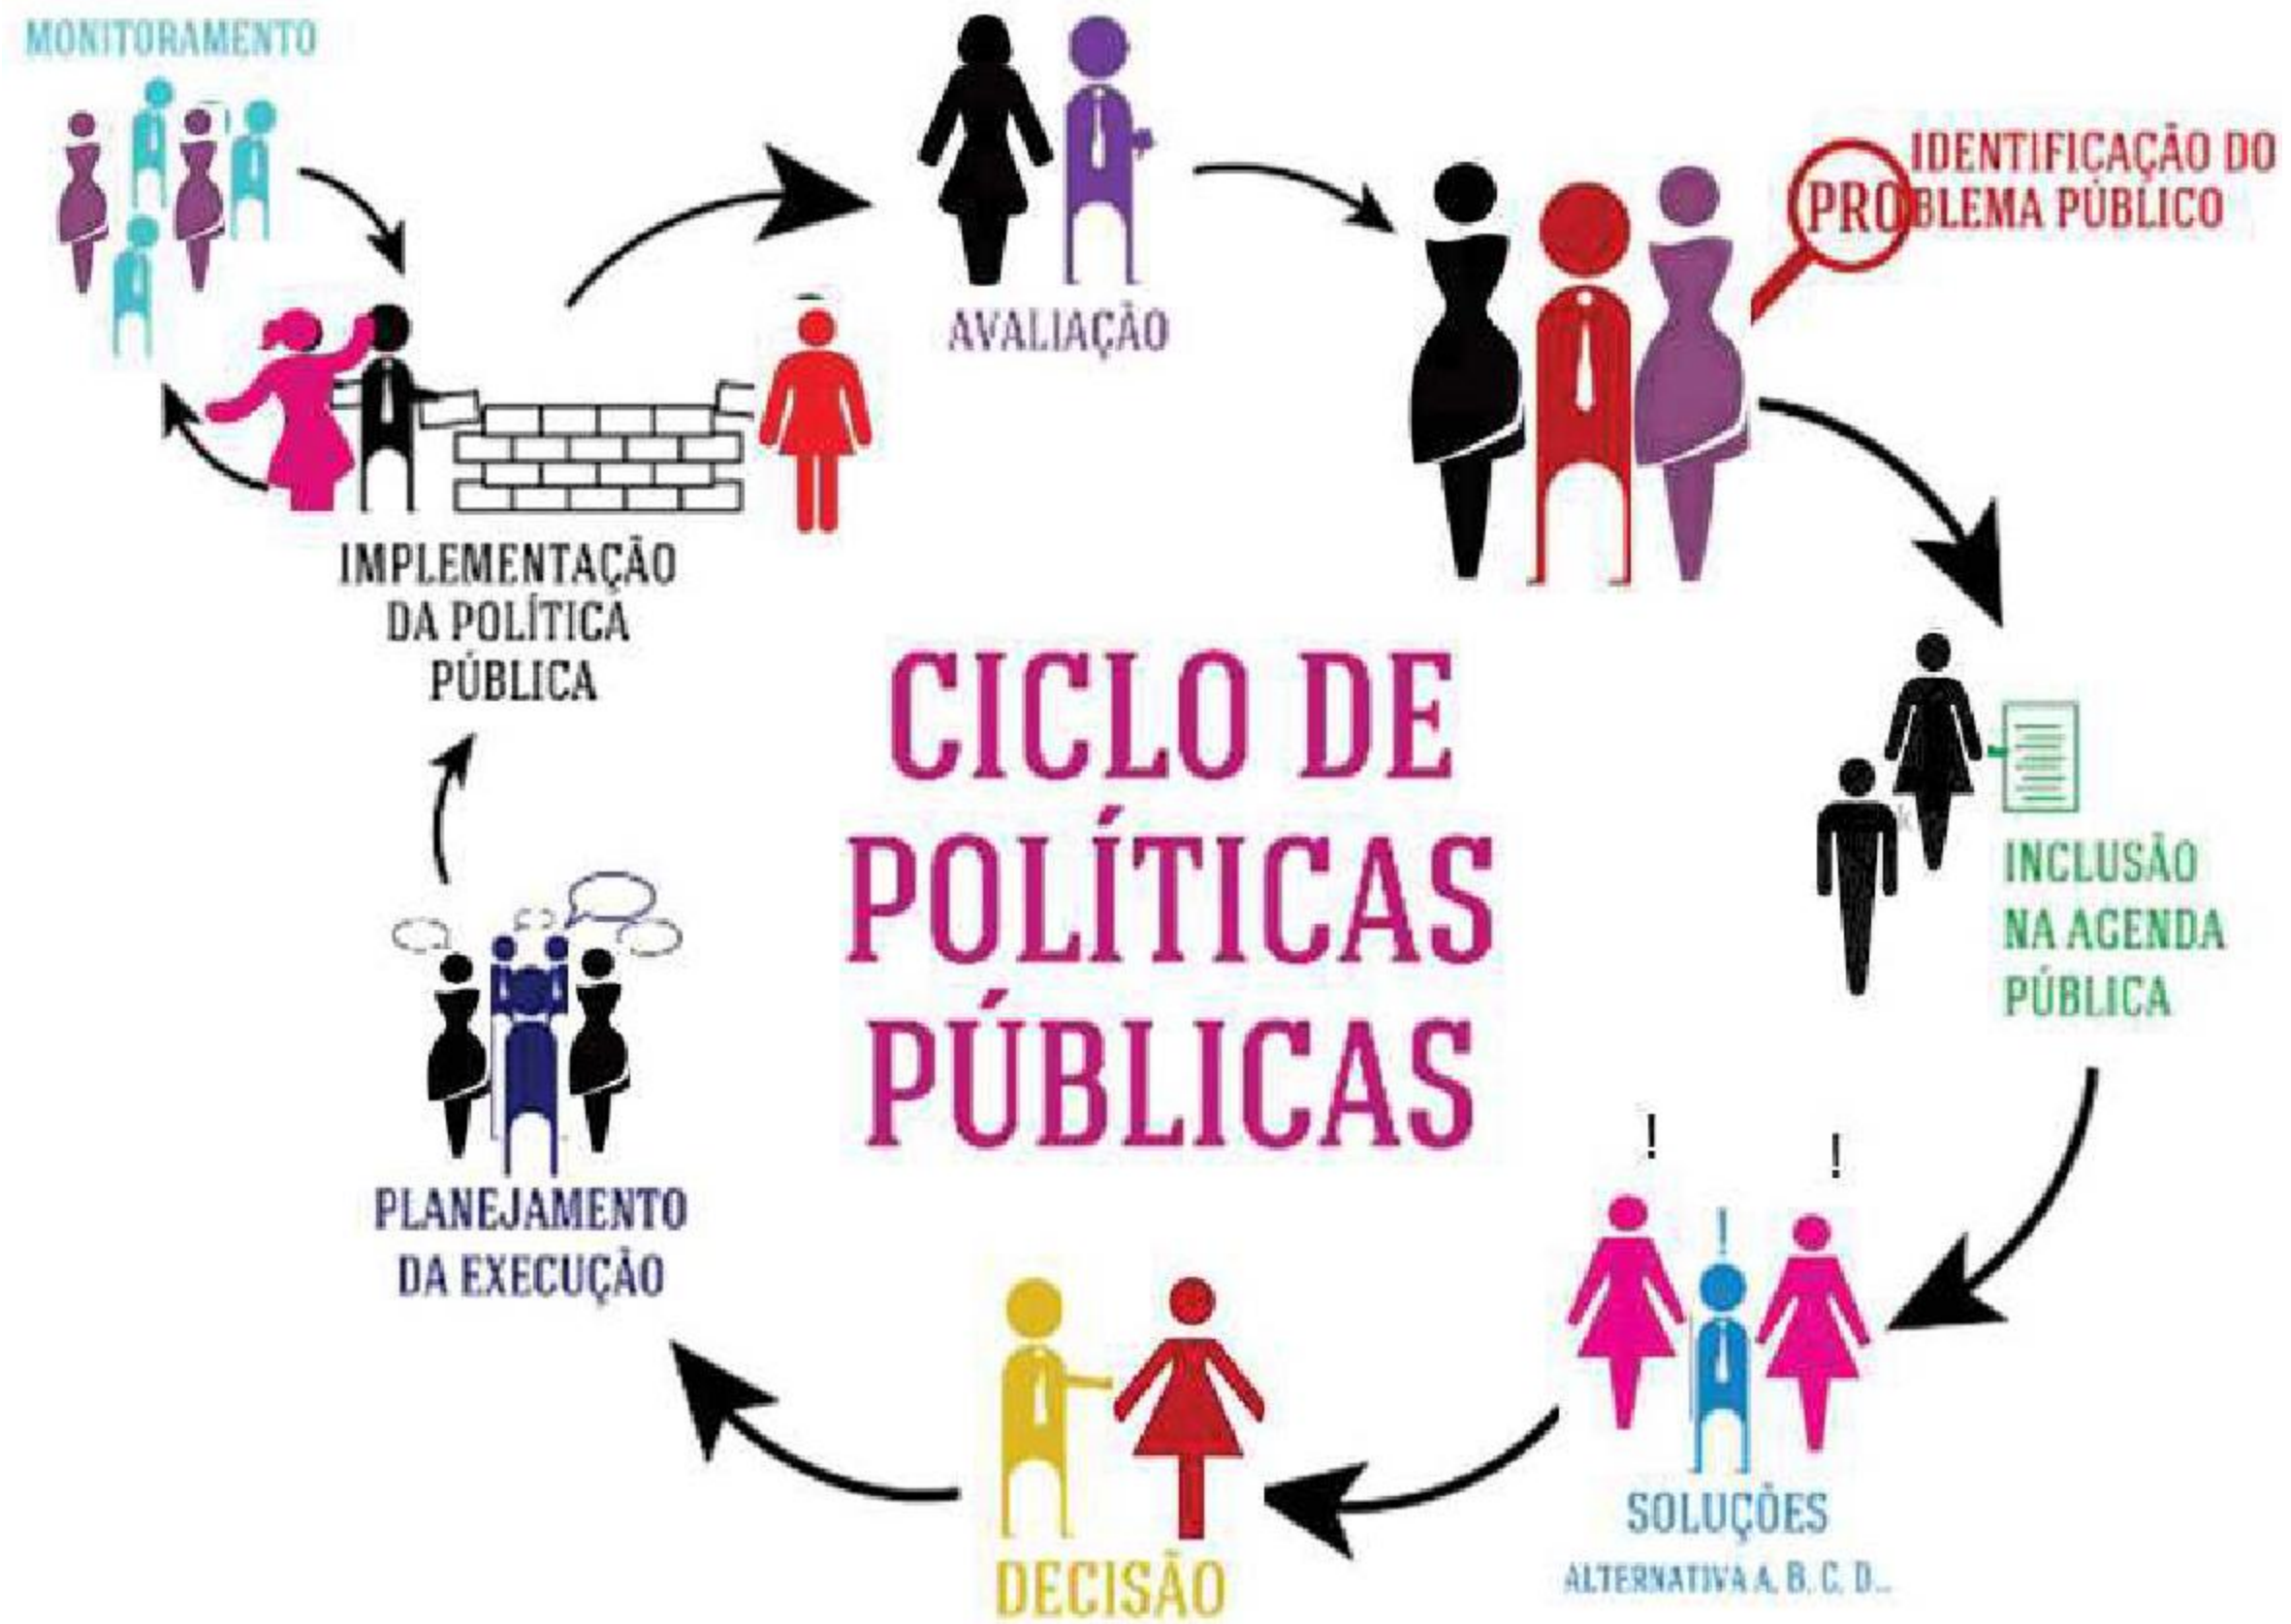 MONITORAMENTO
IDENTIFICAÇÃO DO
PROBLEMA PÚBLICO
AVALIAÇÃO
IMPLEMENTAÇÃO
DA POLÍTICA
PÚBLICA
CICLO DE
POLÍTICAS
PÚBLICAS
INCLUSÃO
NA AGENDA
PÚBLICA
! !
!
PLANEJAMENTO
DA EXECUÇÃO
SOLUÇÕES
ALTERNATIVA A, B, C, D...
DECISÃO